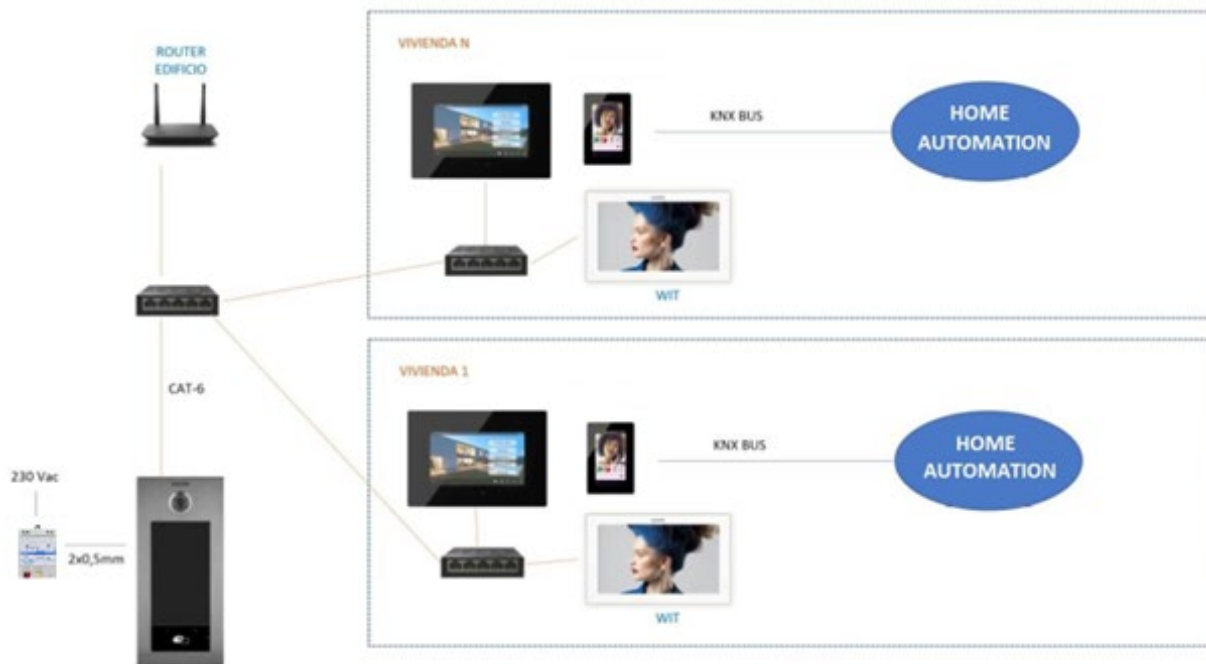 ROUTER
EDIFICIO
VIVIENDA N
KNX BUS
HOME
AUTOMATION
WIT
CAT-6
VIVIENDA 1
KNX BUS
HOME
AUTOMATION
230 Vac
2x0,5mm
WIT